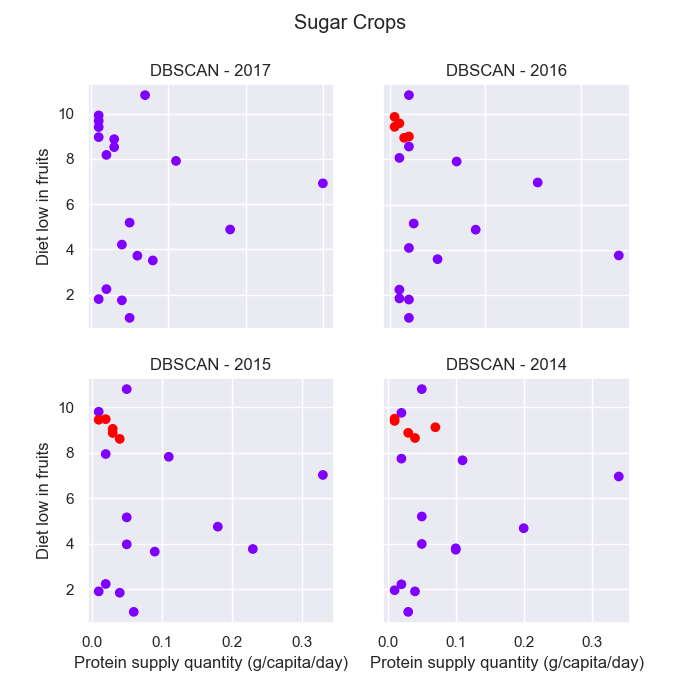 Sugar Crops
DBSCAN - 2017
DBSCAN - 2016
10
8
6
4
2
Diet low in fruits
DBSCAN - 2015
DBSCAN - 2014
10
8
6
4
2
Diet low in fruits
0.0 0.1 0.2 0.3
0.0 0.1 0.2 0.3
Protein supply quantity (g/capita/day)
Protein supply quantity (g/capita/day)